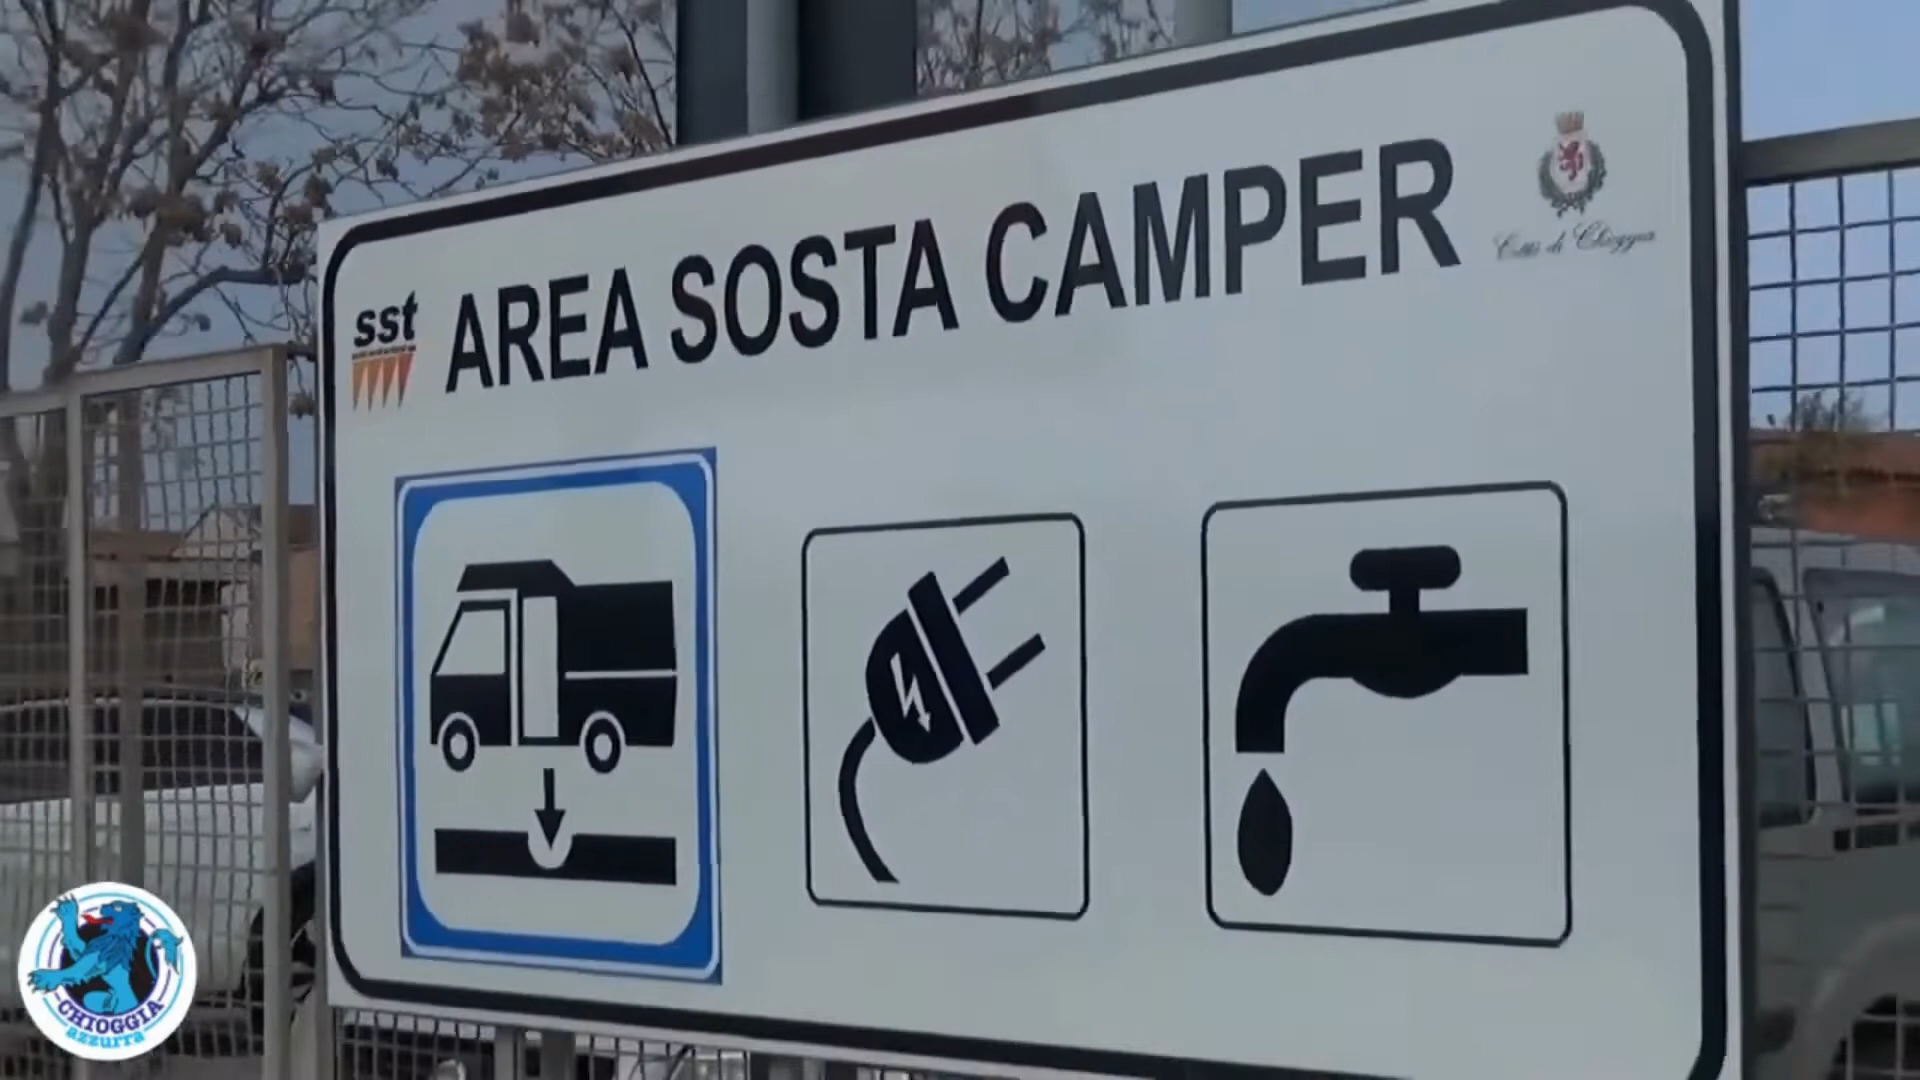 AREA SOSTA CAMPER
sst
Città di Chioggia
CHIOGGIA
azzurra